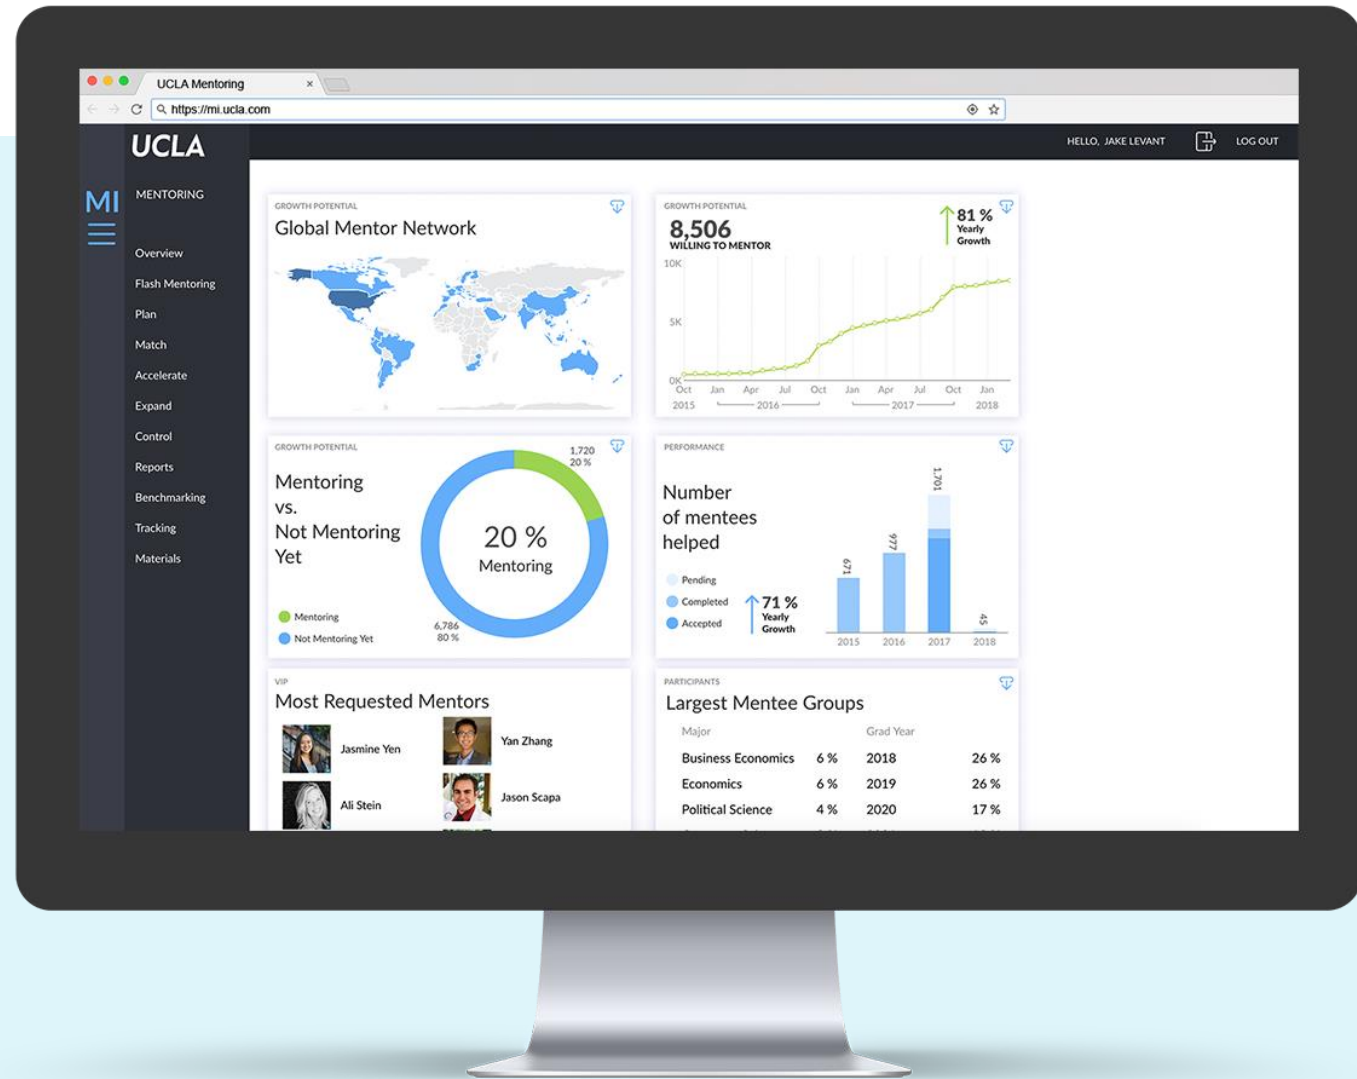 UCLA Mentoring
https://mi.ucla.com
UCLA
HELLO, JAKE LEVANT
LOG OUT
MI
MENTORING
Overview
Flash Mentoring
Plan
Match
Accelerate
Expand
Control
Reports
Benchmarking
Tracking
Materials
GROWTH POTENTIAL
Global Mentor Network
GROWTH POTENTIAL
8,506
WILLING TO MENTOR
81 %
Yearly
Growth
10K
5K
0K
Oct Jan Apr Jul Oct Jan Apr Jul Oct Jan
2015 2016 2017 2018
GROWTH POTENTIAL
Mentoring
vs.
Not Mentoring
Yet
1,720
20 %
20 %
Mentoring
Mentoring
Not Mentoring Yet
6,786
80 %
PERFORMANCE
Number
of mentees
helped
Pending
Completed
Accepted
71 %
Yearly
Growth
671
977
1,701
45
2015 2016 2017 2018
VIP
Most Requested Mentors
Jasmine Yen
Yan Zhang
Ali Stein
Jason Scapa
PARTICIPANTS
Largest Mentee Groups
Major Grad Year
Business Economics 6 % 2018 26 %
Economics 6 % 2019 26 %
Political Science 4 % 2020 17 %